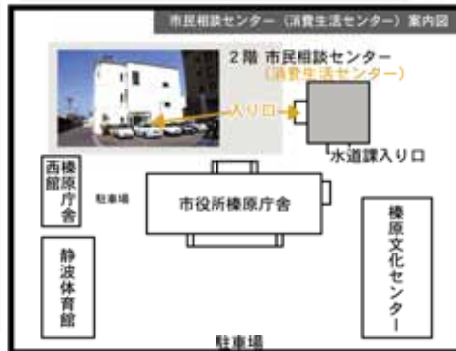 市民相談センター（消費生活センター）案内図
２階 市民相談センター
（消費生活センター）
入り口
水道課入り口
榛原庁舎
西館
駐車場
市役所榛原庁舎
榛原文化センター
静波体育館
駐車場